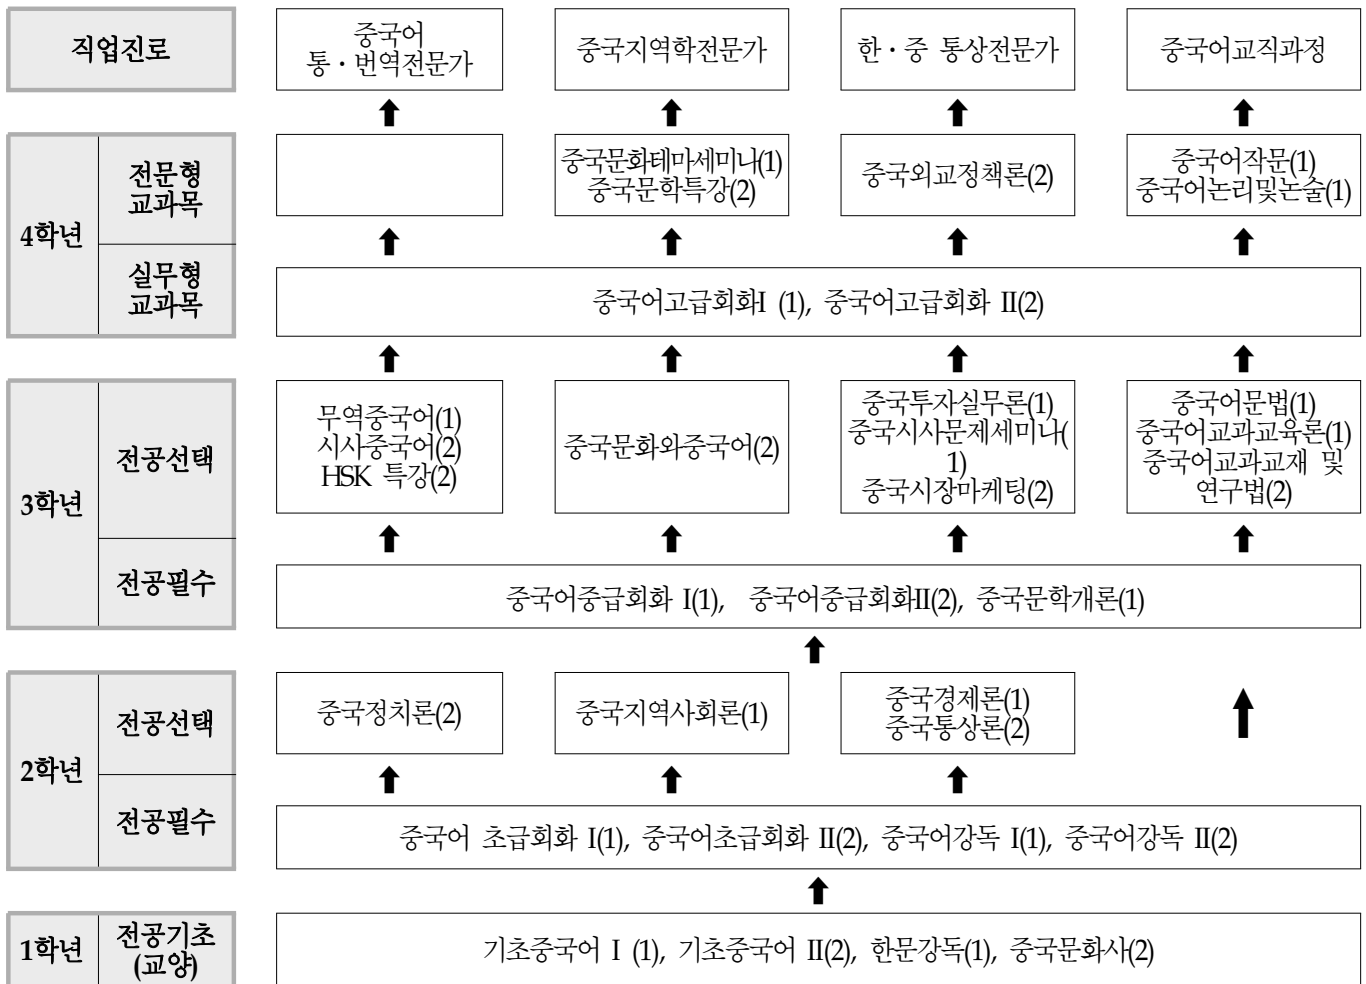 직업진로
중국어
통·번역전문가
중국지역학전문가
한·중 통상전문가
중국어교직과정
4학년
전문형
교과목
중국문화테마세미나(1)
중국문학특강(2)
중국외교정책론(2)
중국어작문(1)
중국어논리및논술(1)
실무형
교과목
중국어고급회화I (1), 중국어고급회화 II(2)
3학년
전공선택
무역중국어(1)
시사중국어(2)
HSK 특강(2)
중국문화와중국어(2)
중국투자실무론(1)
중국시사문제세미나(
1)
중국시장마케팅(2)
중국어문법(1)
중국어교과교육론(1)
중국어교과교재 및
연구법(2)
전공필수
중국어중급회화 I(1), 중국어중급회화II(2), 중국문학개론(1)
2학년
전공선택
중국정치론(2)
중국지역사회론(1)
중국경제론(1)
중국통상론(2)
전공필수
중국어 초급회화 I(1), 중국어초급회화 II(2), 중국어강독 I(1), 중국어강독 II(2)
1학년
전공기초
(교양)
기초중국어 I (1), 기초중국어 II(2), 한문강독(1), 중국문화사(2)